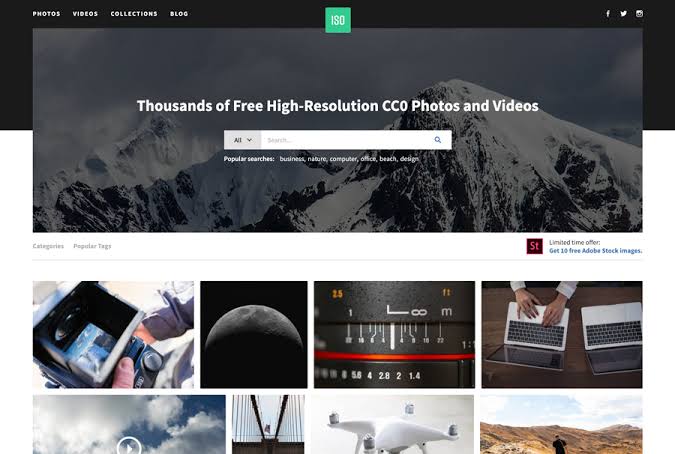 PHOTOS VIDEOS COLLECTIONS BLOG
ISO
Thousands of Free High-Resolution CC0 Photos and Videos
All Search...
Popular searches: business, nature, computer, office, beach, design
Categories Popular Tags
St
Limited time offer:
Get 10 free Adobe Stock images.
2.5 ft
8 5.6 4 2.8 2 1.4